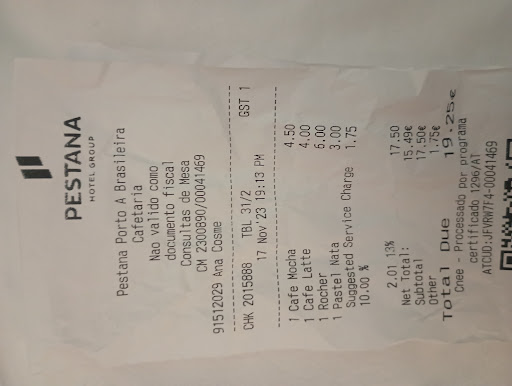 PESTANA
HOTEL GROUP
Pestana Porto A Brasileira
Cafetaria
Nao valido como
documento fiscal
Consultas de Mesa
CM 2300890/00041469
91512029 Ana Cosme
CHK 2015888 TBL 31/2 GST 1
17 Nov'23 19:13 PM
1 Cafe Mocha 4.50
1 Cafe Latte 4.00
1 Rocher 6.00
1 Pastel Nata 3.00
Suggested Service Charge 1.75
10.00 %
2.01 13% 17.50
Net Total: 15.49€
Subtotal 17.50€
Other 1.75€
Total Due 19.25€
Cnee - Processado por programa
certificado 1296/AT
ATCUD:JFVRW7F4-00041469